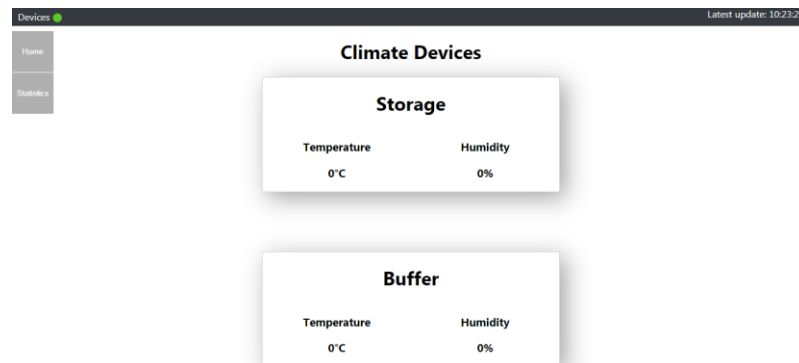 Devices
Latest update: 10:23:2
Home
Statistics
Climate Devices
Storage
Temperature Humidity
0°C 0%
Buffer
Temperature Humidity
0°C 0%